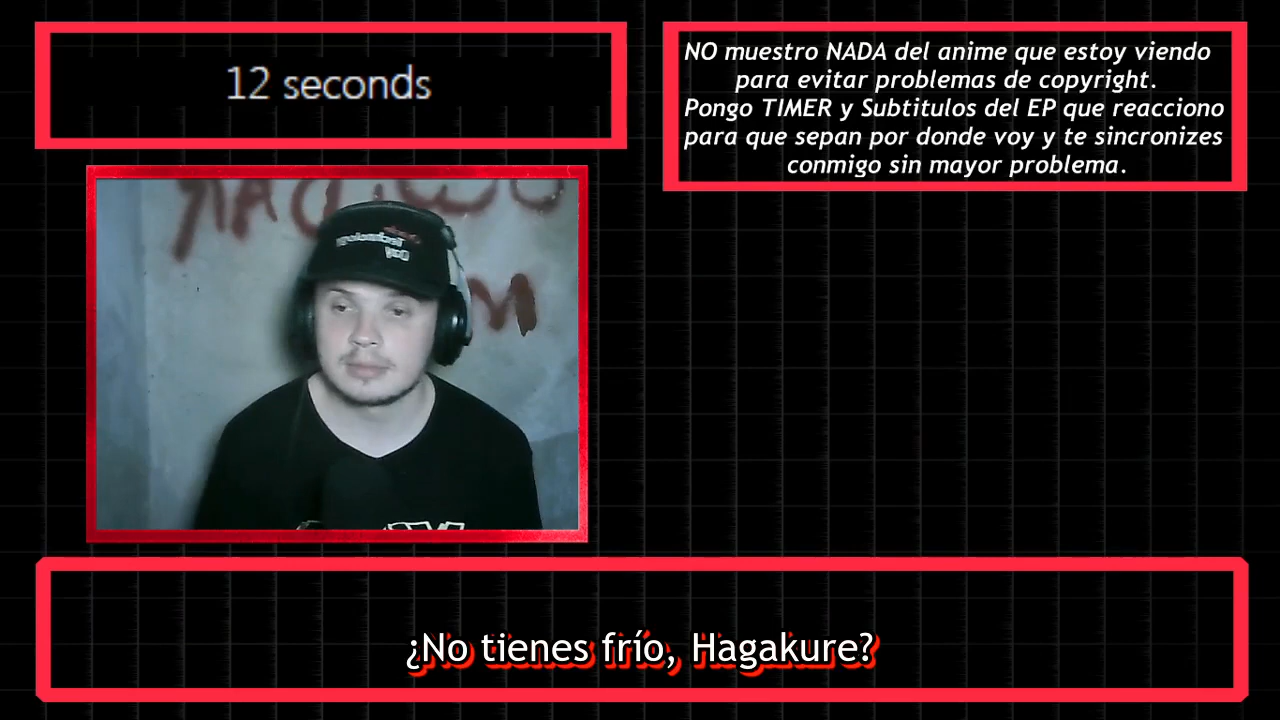 12 seconds
NO muestro NADA del anime que estoy viendo
para evitar problemas de copyright.
Pongo TIMER y Subtitulos del EP que reacciono
para que sepan por donde voy y te sincronizes
conmigo sin mayor problema.
¿No tienes frío, Hagakure?